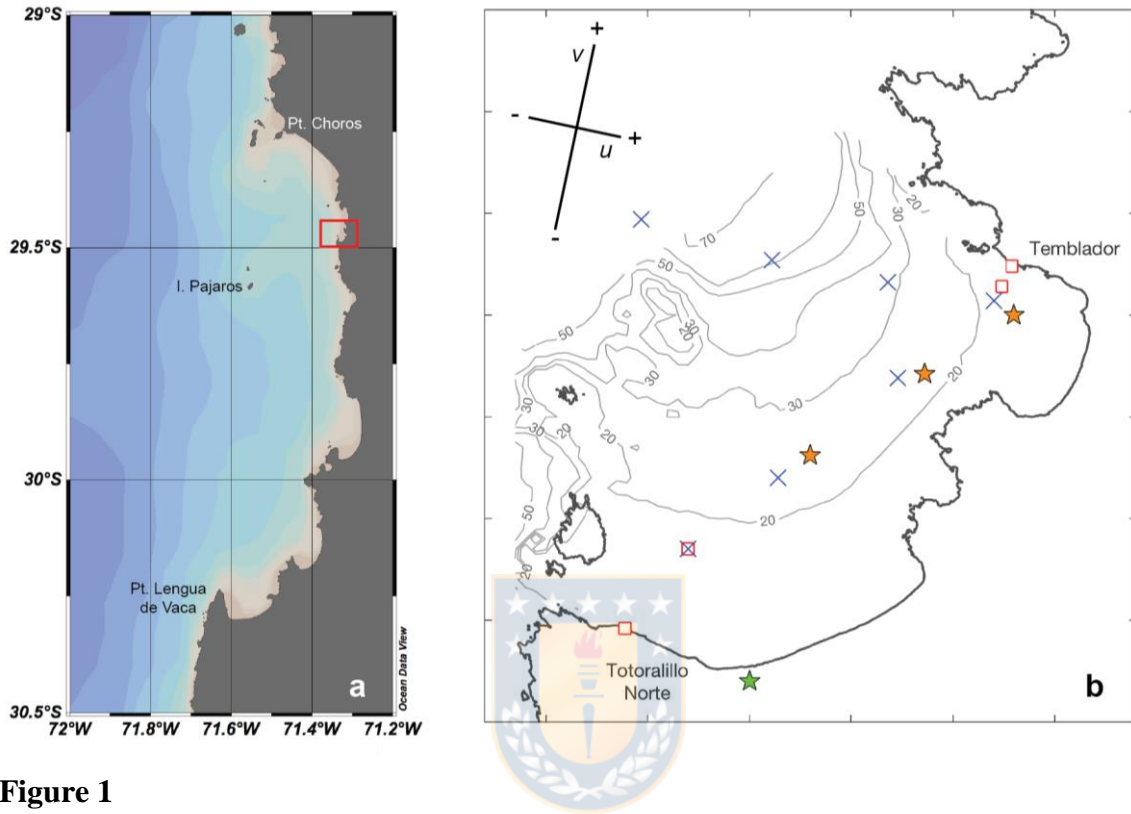 29°S
29.5°S
30°S
30.5°S
72°W 71.8°W 71.6°W 71.4°W 71.2°W
Pt. Choros
I. Pajaros
Pt. Lengua
de Vaca
Ocean Data View
a
+
v
-
+
u
-
20
30
50
70
50
50
20
30
30
30
20
30
30
20
20
50
20
20
Temblador
Totoralillo
Norte
b
Figure 1